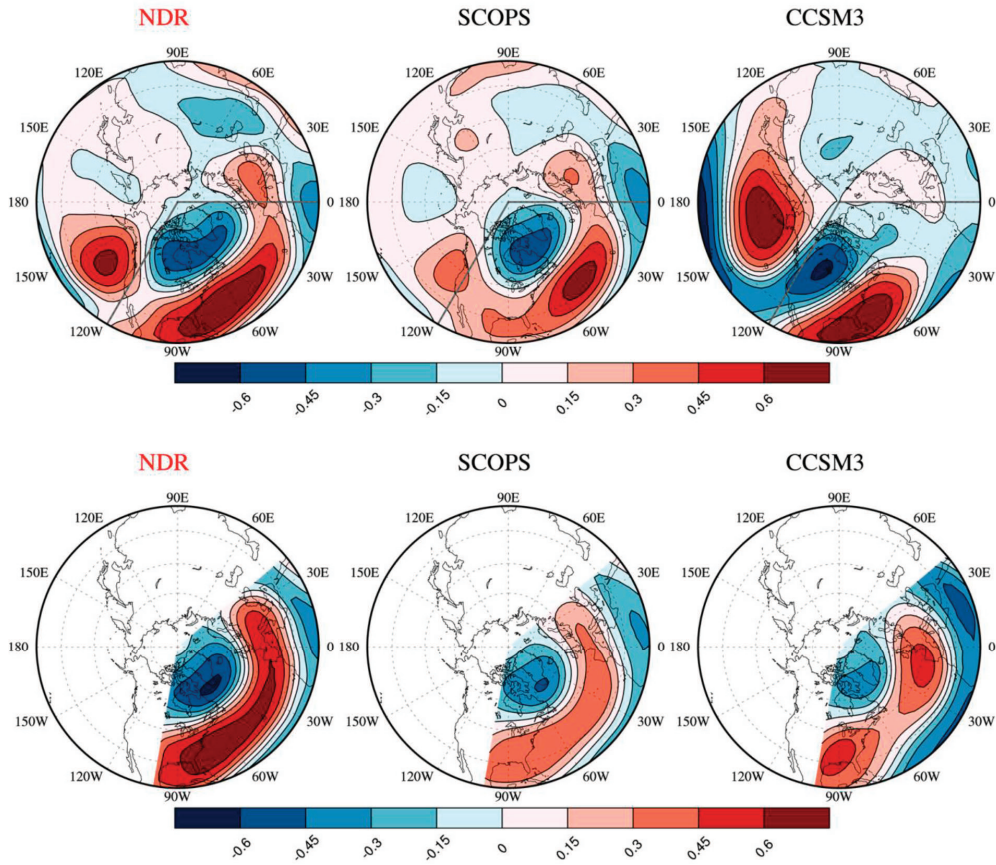 NDR SCOPS CCSM3
90E 90E 90E
120E 60E 120E 60E 120E 60E
150E 30E 150E 30E 150E 30E
180 0 180 0 180 0
150W 30W 150W 30W 150W 30W
120W 60W 120W 60W 120W 60W
90W 90W 90W
-0.6 -0.45 -0.3 -0.15 0 0.15 0.3 0.45 0.6
NDR SCOPS CCSM3
90E 90E 90E
120E 60E 120E 60E 120E 60E
150E 30E 150E 30E 150E 30E
180 0 180 0 180 0
150W 30W 150W 30W 150W 30W
120W 60W 120W 60W 120W 60W
90W 90W 90W
-0.6 -0.45 -0.3 -0.15 0 0.15 0.3 0.45 0.6